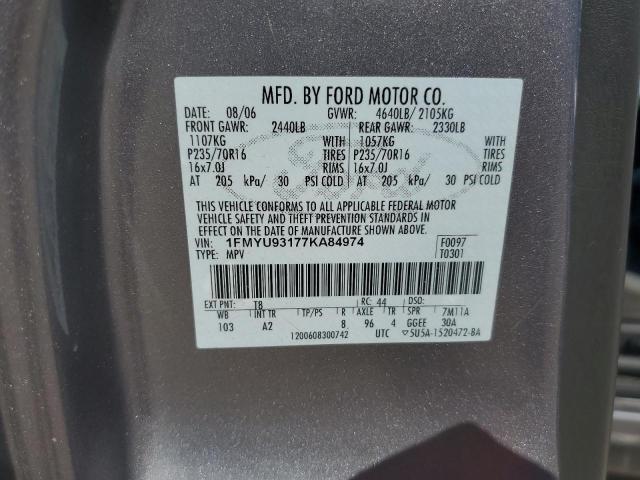 MFD. BY FORD MOTOR CO.
DATE: 08/06 GVWR: 4640LB/ 2105KG
FRONT GAWR: 2440LB REAR GAWR: 2330LB
1107KG WITH 1057KG WITH
P235/70R16 TIRES P235/70R16 TIRES
16x7.0J RIMS 16x7.0J RIMS
AT 205 kPa/ 30 PSI COLD AT 205 kPa/ 30 PSI COLD
THIS VEHICLE CONFORMS TO ALL APPLICABLE FEDERAL MOTOR
VEHICLE SAFETY AND THEFT PREVENTION STANDARDS IN
EFFECT ON THE DATE OF MANUFACTURE SHOWN ABOVE.
VIN: 1FMYU93177KA84974 F0097
TYPE: MPV T0301
EXT PNT: T8 RC: 44 DSO:
WB INT TR TP/PS R AXLE TR SPR 7M11A
103 A2 8 96 4 GGEE 30A
1200608300742 UTC 5U5A-1520472-BA
Ford